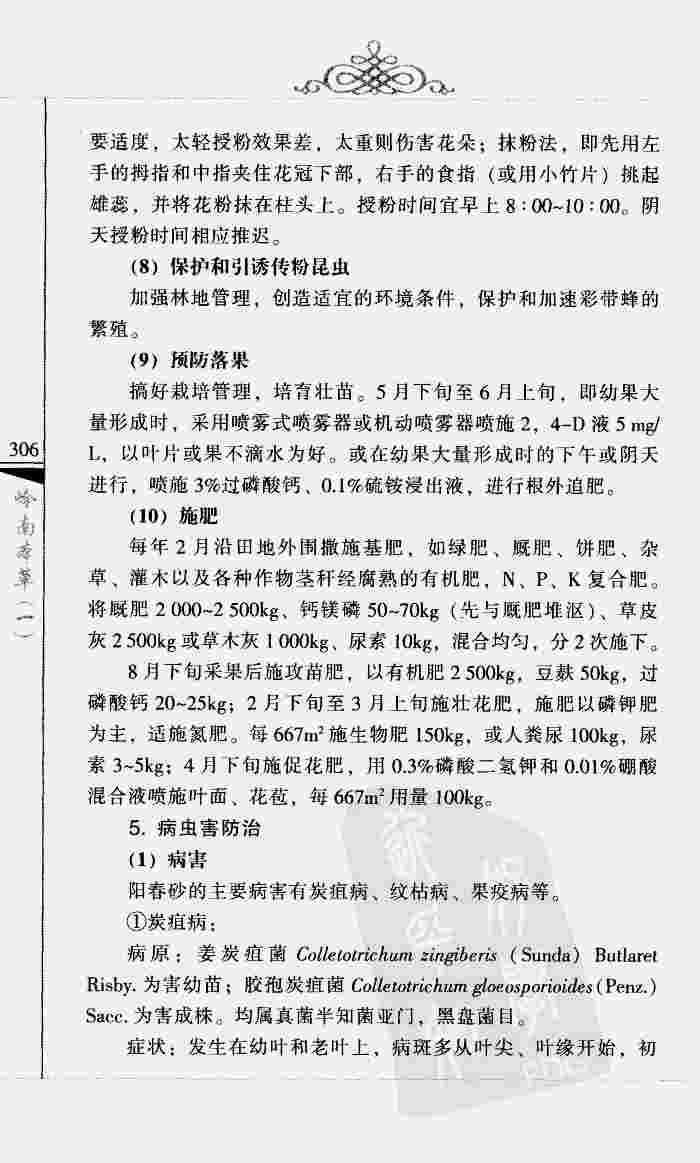 要适度，太轻授粉效果差，太重则伤害花朵；抹粉法，即先用左
手的拇指和中指夹住花冠下部，右手的食指（或用小竹片）挑起
雄蕊，并将花粉抹在柱头上。授粉时间宜早上 8：00~10：00。阴
天授粉时间相应推迟。
(8) 保护和引诱传粉昆虫
加强林地管理，创造适宜的环境条件，保护和加速彩带蜂的
繁殖。
(9) 预防落果
搞好栽培管理，培育壮苗。5 月下旬至 6 月上旬，即幼果大
量形成时，采用喷雾式喷雾器或机动喷雾器喷施 2，4-D 液 5 mg/
L，以叶片或果不滴水为好。或在幼果大量形成时的下午或阴天
进行，喷施 3%过磷酸钙、0.1%硫铵浸出液，进行根外追肥。
(10) 施肥
每年 2 月沿田地外围撒施基肥，如绿肥、厩肥、饼肥、杂
草、灌木以及各种作物茎秆经腐熟的有机肥，N、P、K 复合肥。
将厩肥 2 000~2 500kg、钙镁磷 50~70kg（先与厩肥堆沤）、草皮
灰 2 500kg 或草木灰 1 000kg、尿素 10kg，混合均匀，分 2 次施下。
8 月下旬采果后施攻苗肥，以有机肥 2 500kg，豆麸 50kg，过
磷酸钙 20~25kg；2 月下旬至 3 月上旬施壮花肥，施肥以磷钾肥
为主，适施氮肥。每 667m² 施生物肥 150kg，或人粪尿 100kg，尿
素 3~5kg；4 月下旬施促花肥，用 0.3%磷酸二氢钾和 0.01%硼酸
混合液喷施叶面、花苞，每 667m² 用量 100kg。
5. 病虫害防治
(1) 病害
阳春砂的主要病害有炭疽病、纹枯病、果疫病等。
①炭疽病：
病原：姜炭疽菌 Colletotrichum zingiberis（Sunda）Butlaret
Risby. 为害幼苗；胶孢炭疽菌 Colletotrichum gloeosporioides (Penz.)
Sacc. 为害成株。均属真菌半知菌亚门，黑盘菌目。
症状：发生在幼叶和老叶上，病斑多从叶尖、叶缘开始，初
306
岭南本草（一）